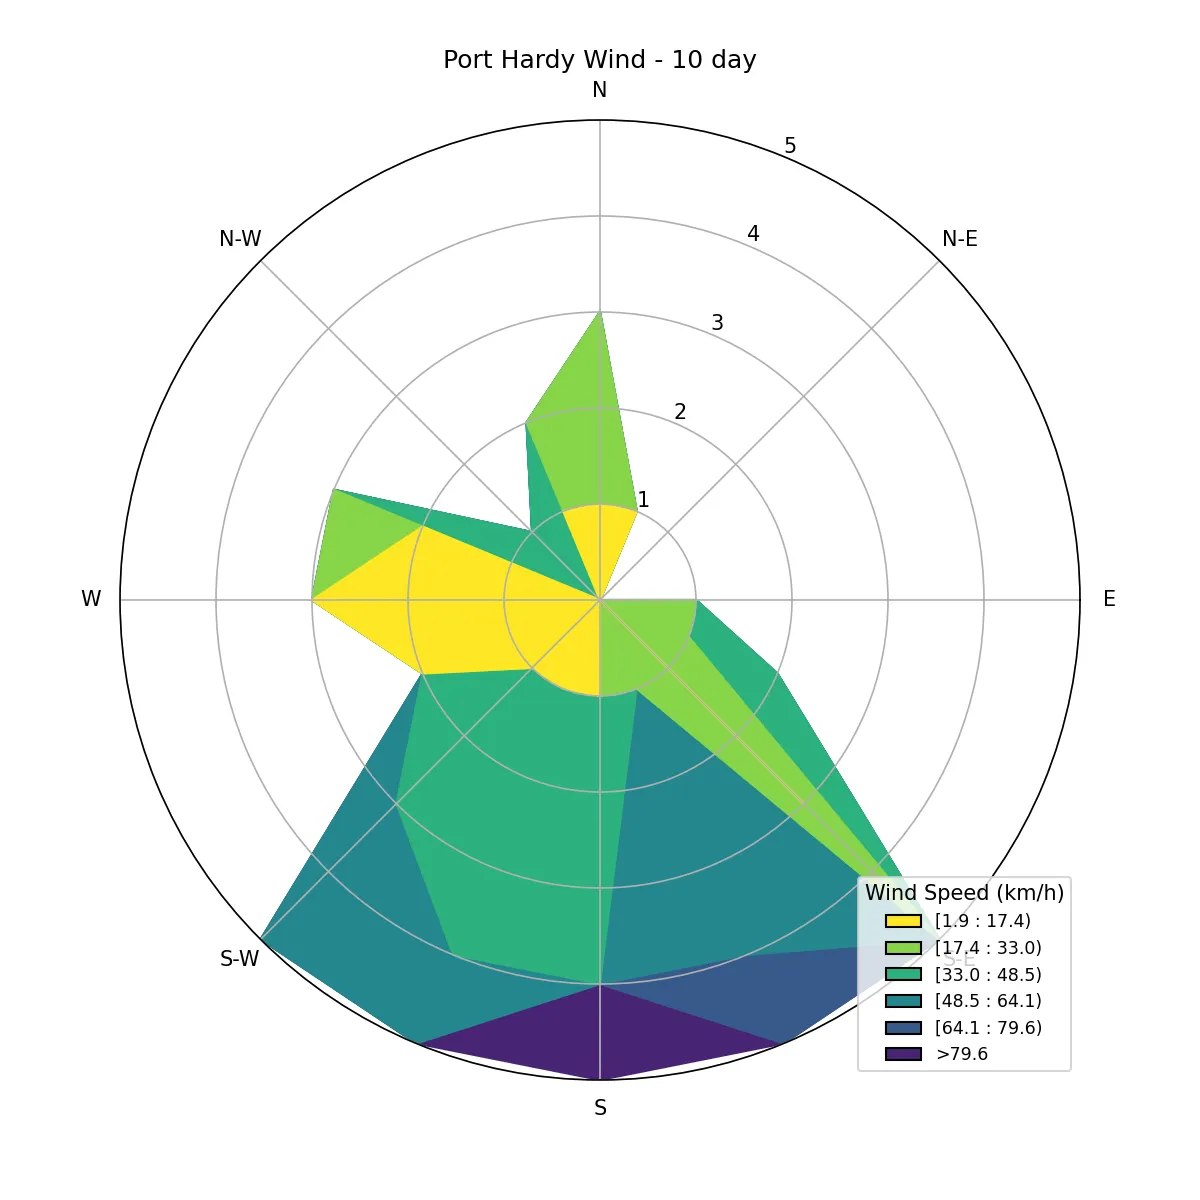 Port Hardy Wind - 10 day
N
5
N-W
4
N-E
3
2
1
W
E
Wind Speed (km/h)
[1.9 : 17.4)
[17.4 : 33.0)
S-W
S-E
[33.0 : 48.5)
[48.5 : 64.1)
[64.1 : 79.6)
>79.6
S